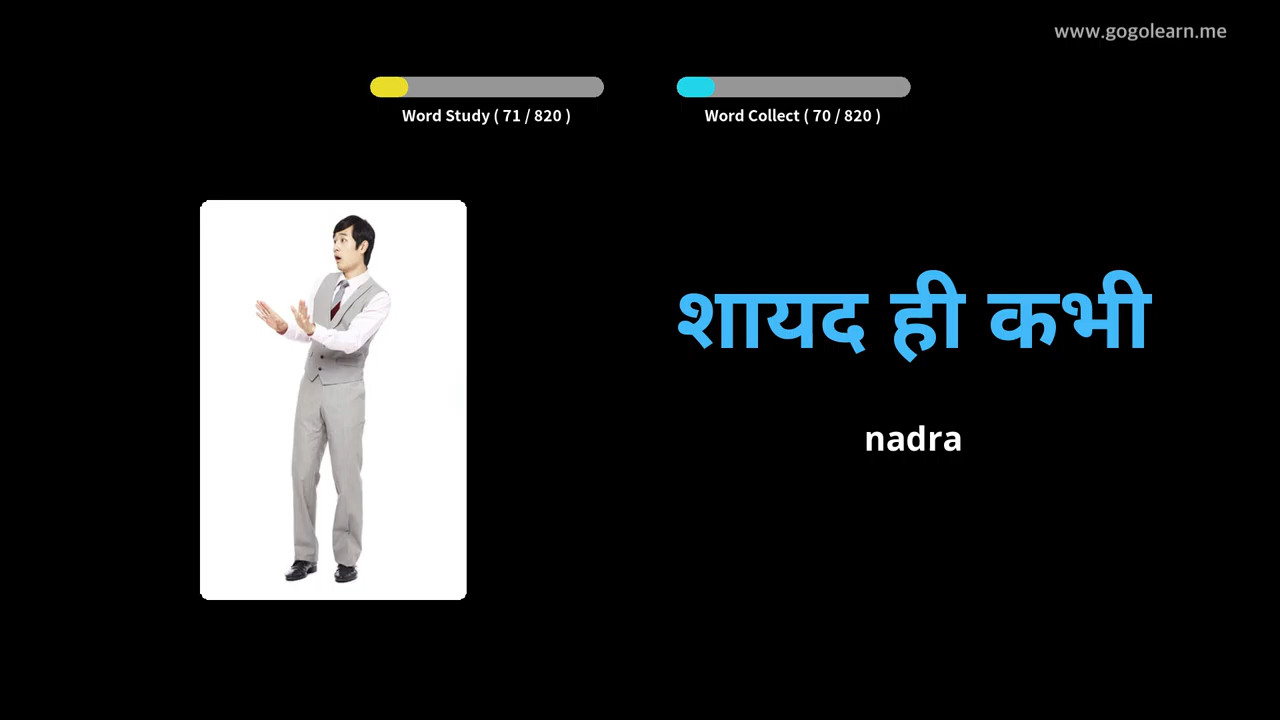 www.gogolearn.me
Word Study ( 71 / 820 )
Word Collect ( 70 / 820 )
शायद ही कभी
nadra